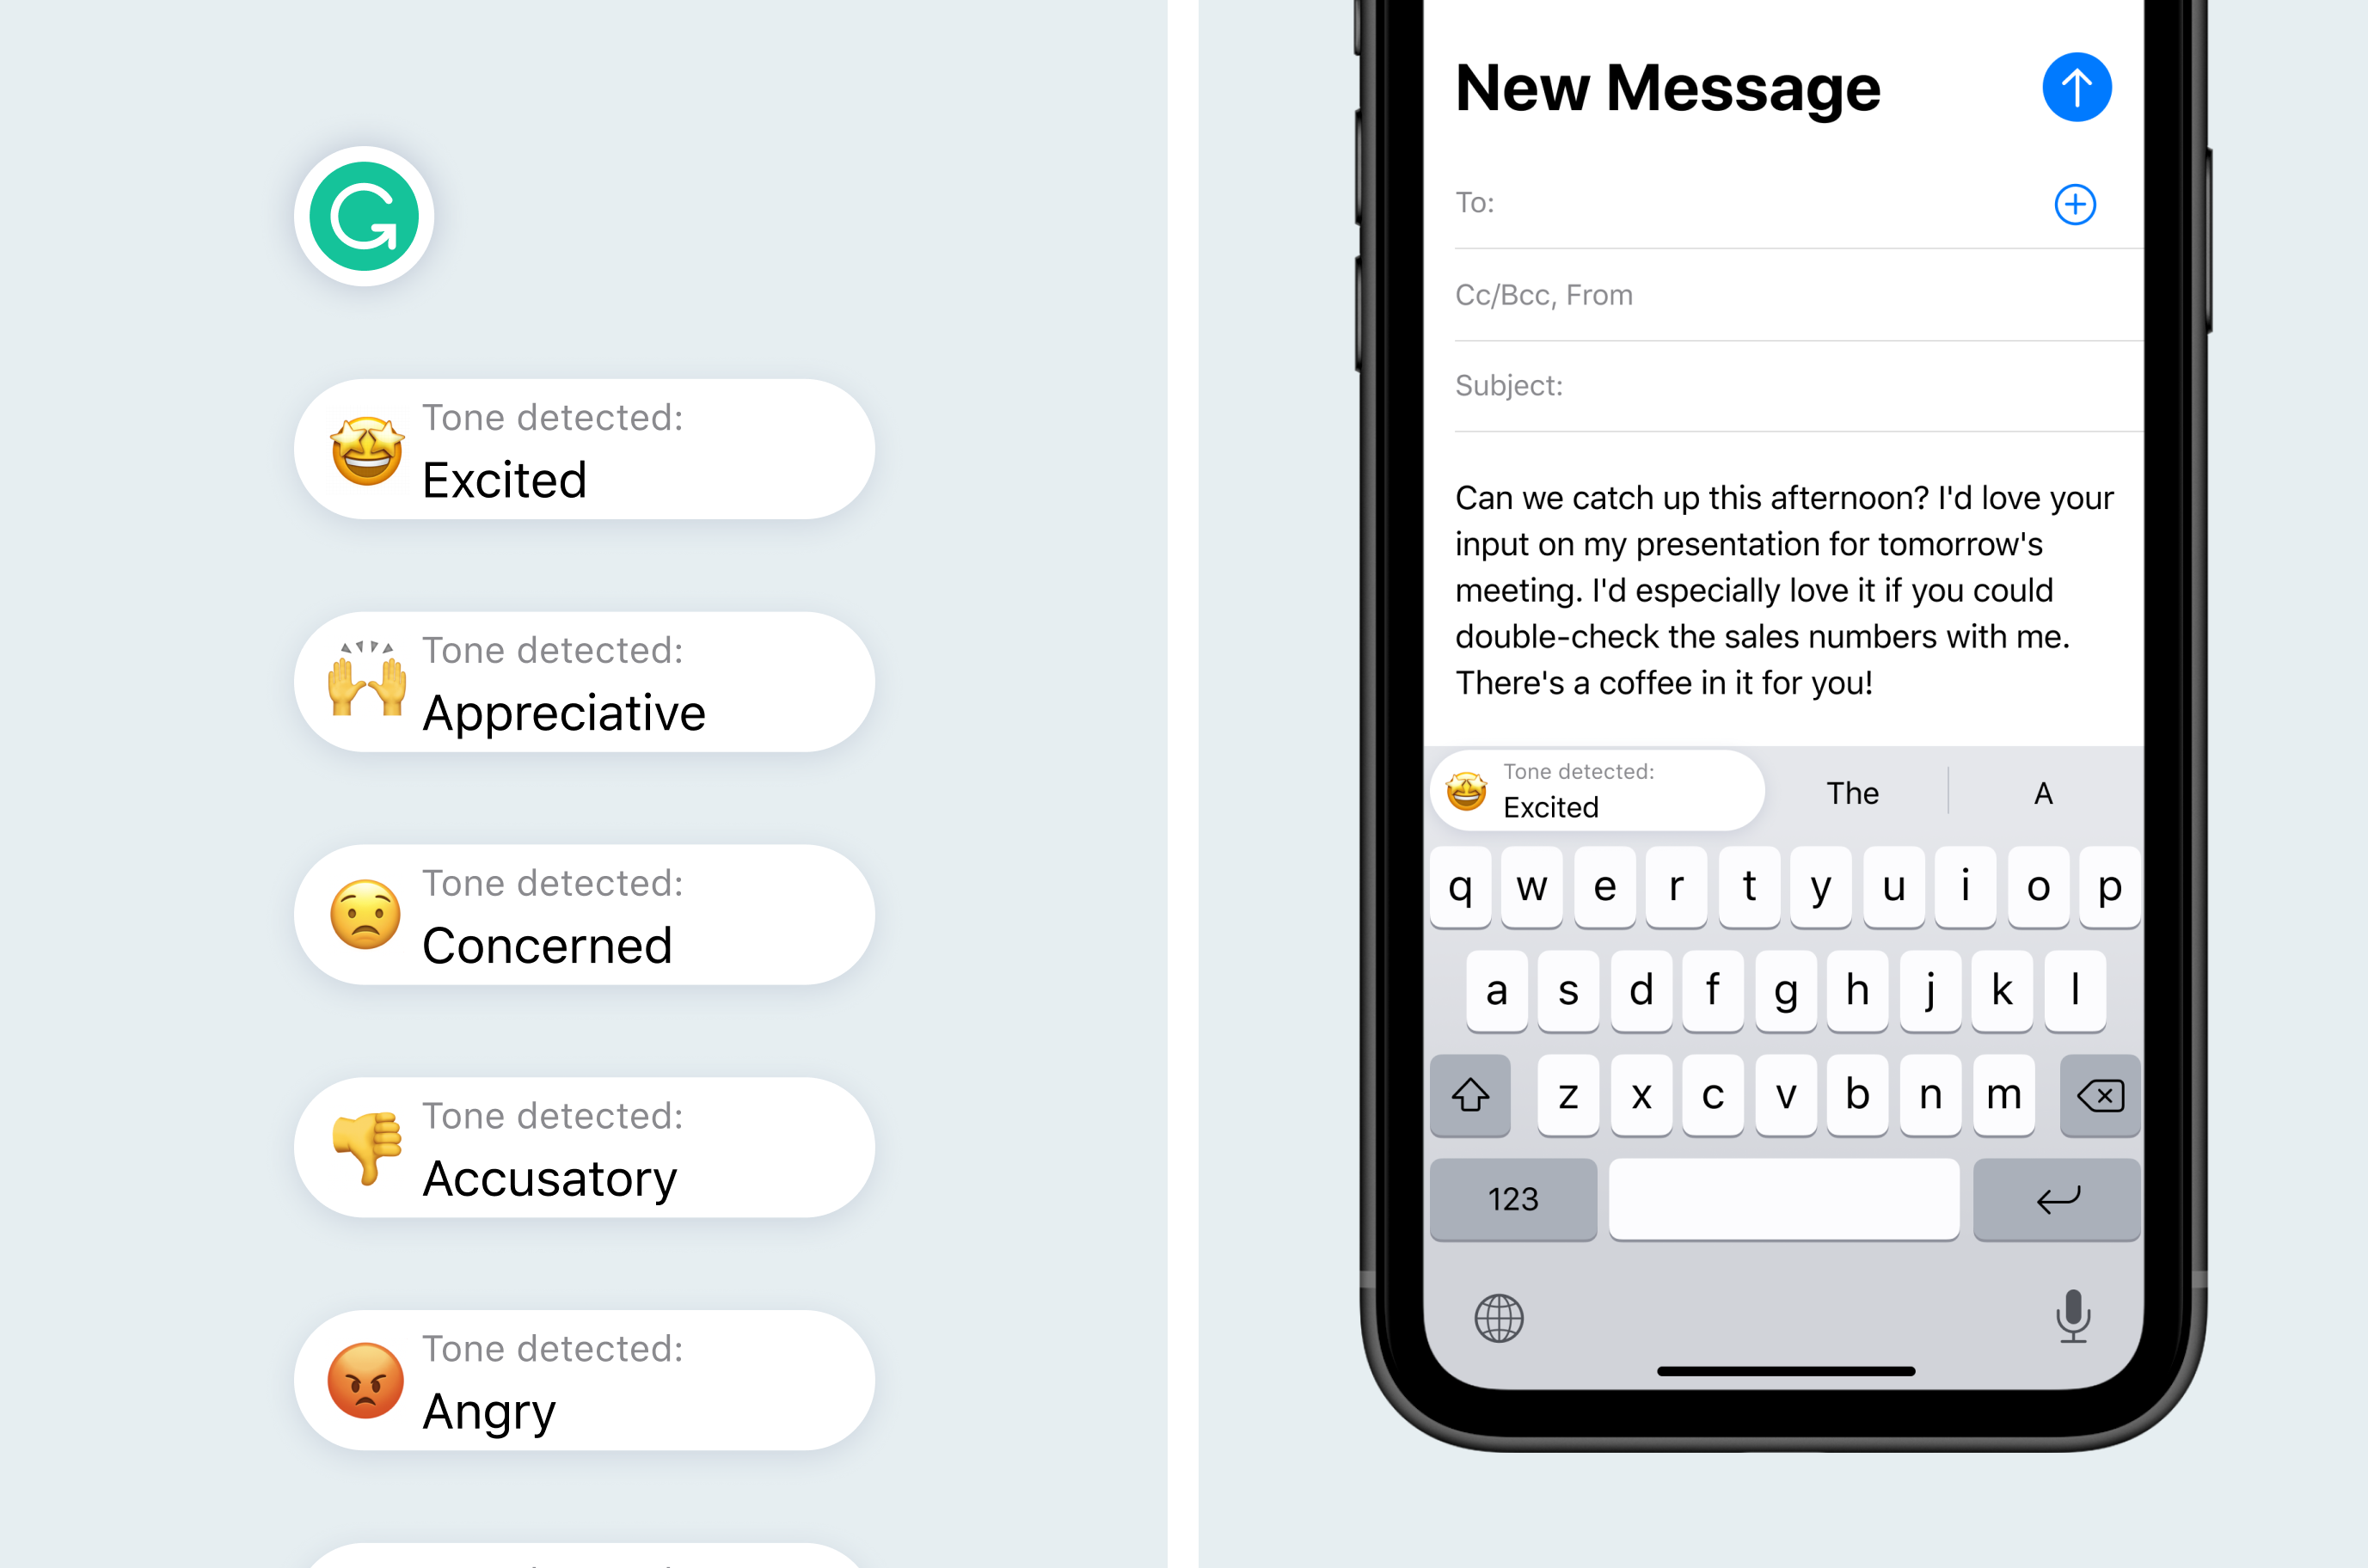 Tone detected:
Excited
Tone detected:
Appreciative
Tone detected:
Concerned
Tone detected:
Accusatory
Tone detected:
Angry
New Message
To:
Cc/Bcc, From
Subject:
Can we catch up this afternoon? I'd love your
input on my presentation for tomorrow's
meeting. I'd especially love it if you could
double-check the sales numbers with me.
There's a coffee in it for you!
Tone detected:
Excited
The A
q w e r t y u i o p
a s d f g h j k l
z x c v b n m
123